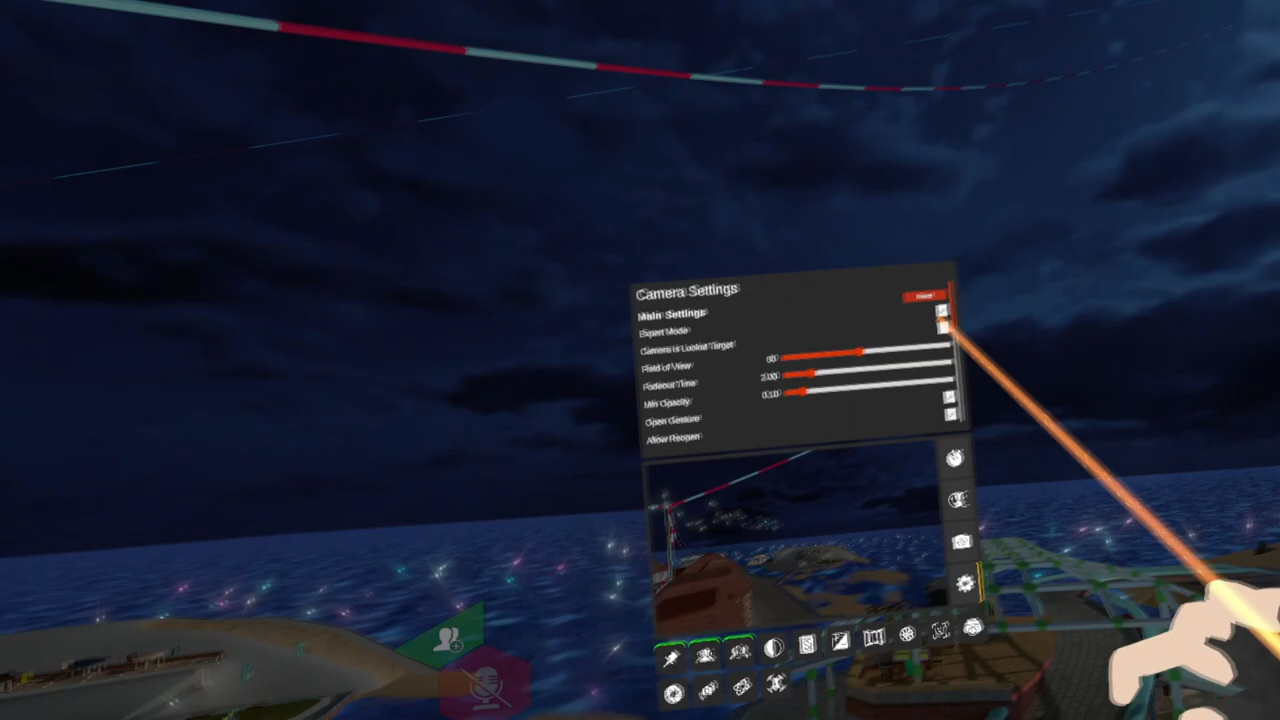 Camera Settings
Reset
Main Settings
Expert Mode
Camera is Lookat Target
Field of View
60
Fadeout Time
2.00
Min Opacity
0.10
Open Gesture
Allow Reopen